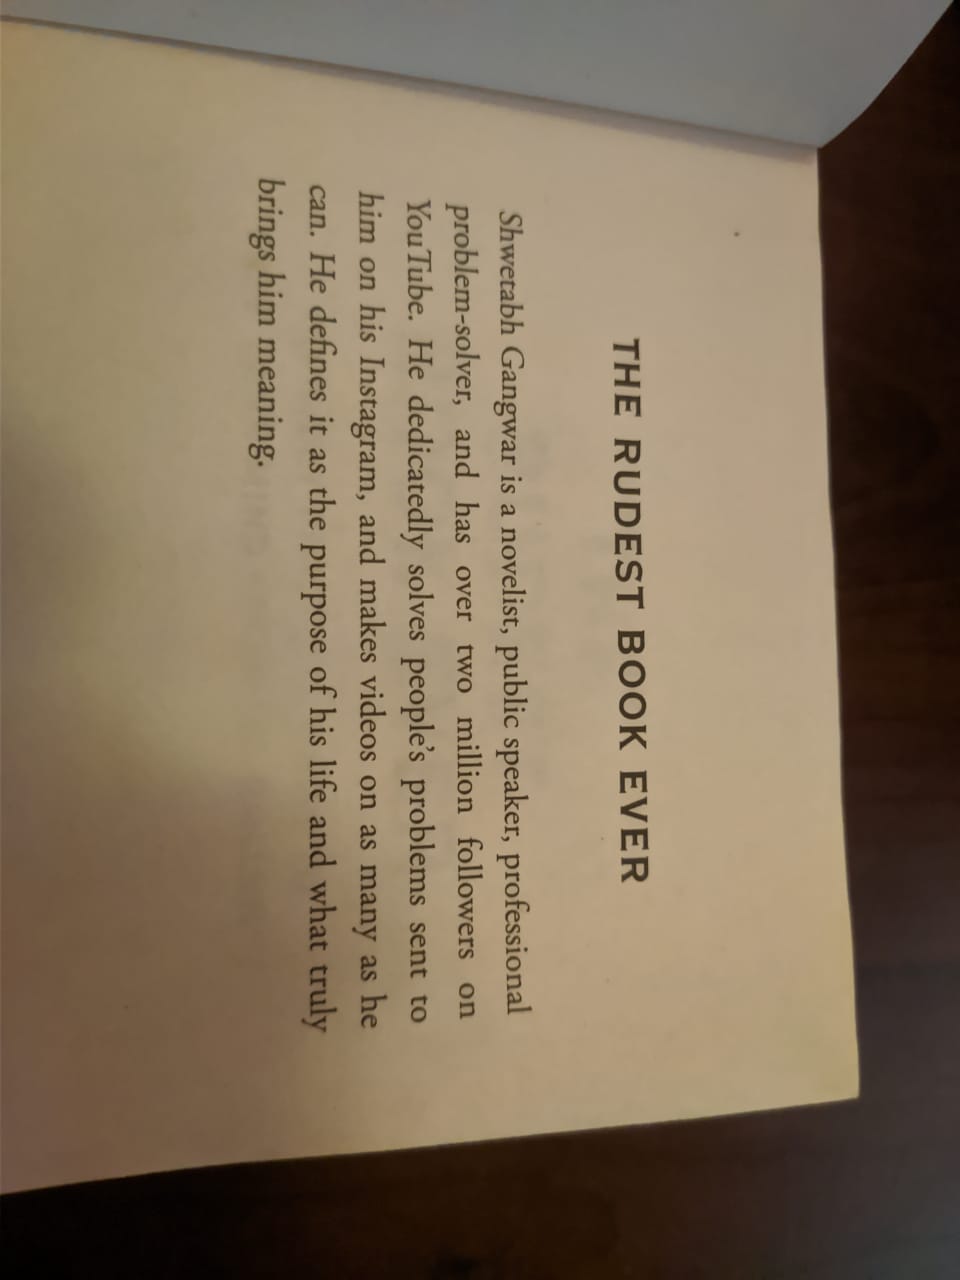 THE RUDEST BOOK EVER
Shwetabh Gangwar is a novelist, public speaker, professional
problem-solver, and has over two million followers on
YouTube. He dedicatedly solves people's problems sent to
him on his Instagram, and makes videos on as many as he
can. He defines it as the purpose of his life and what truly
brings him meaning.